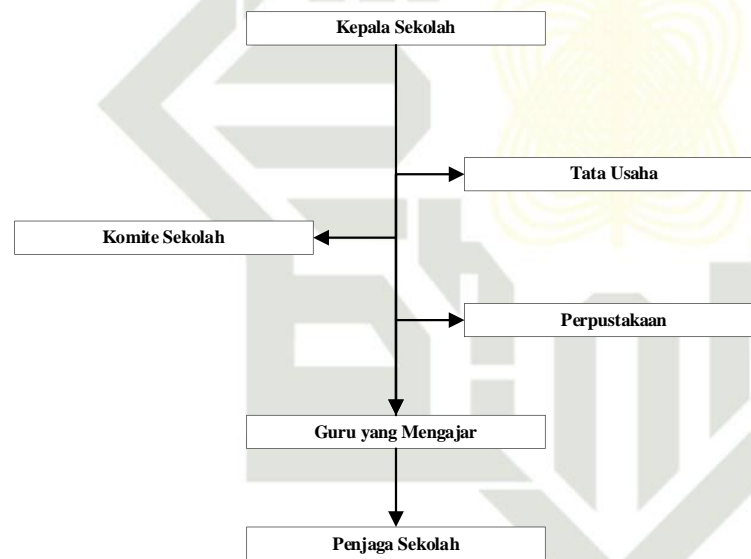 Kepala Sekolah
Tata Usaha
Komite Sekolah
Perpustakaan
Guru yang Mengajar
Penjaga Sekolah